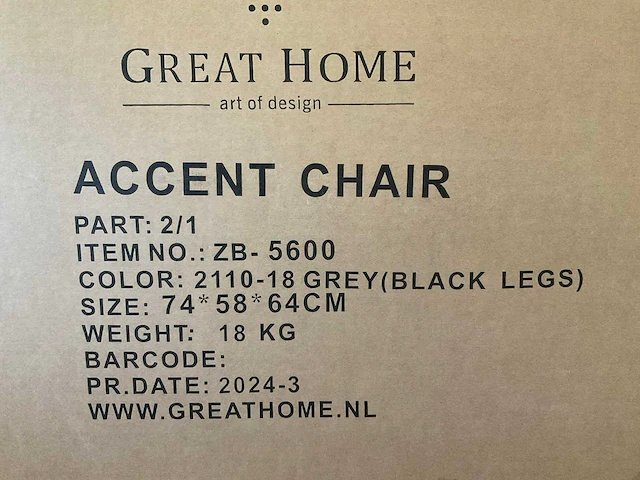 GREAT HOME
art of design
ACCENT CHAIR
PART: 2/1
ITEM NO.: ZB- 5600
COLOR: 2110-18 GREY(BLACK LEGS)
SIZE: 74*58*64CM
WEIGHT: 18 KG
BARCODE:
PR.DATE: 2024-3
WWW.GREATHOME.NL